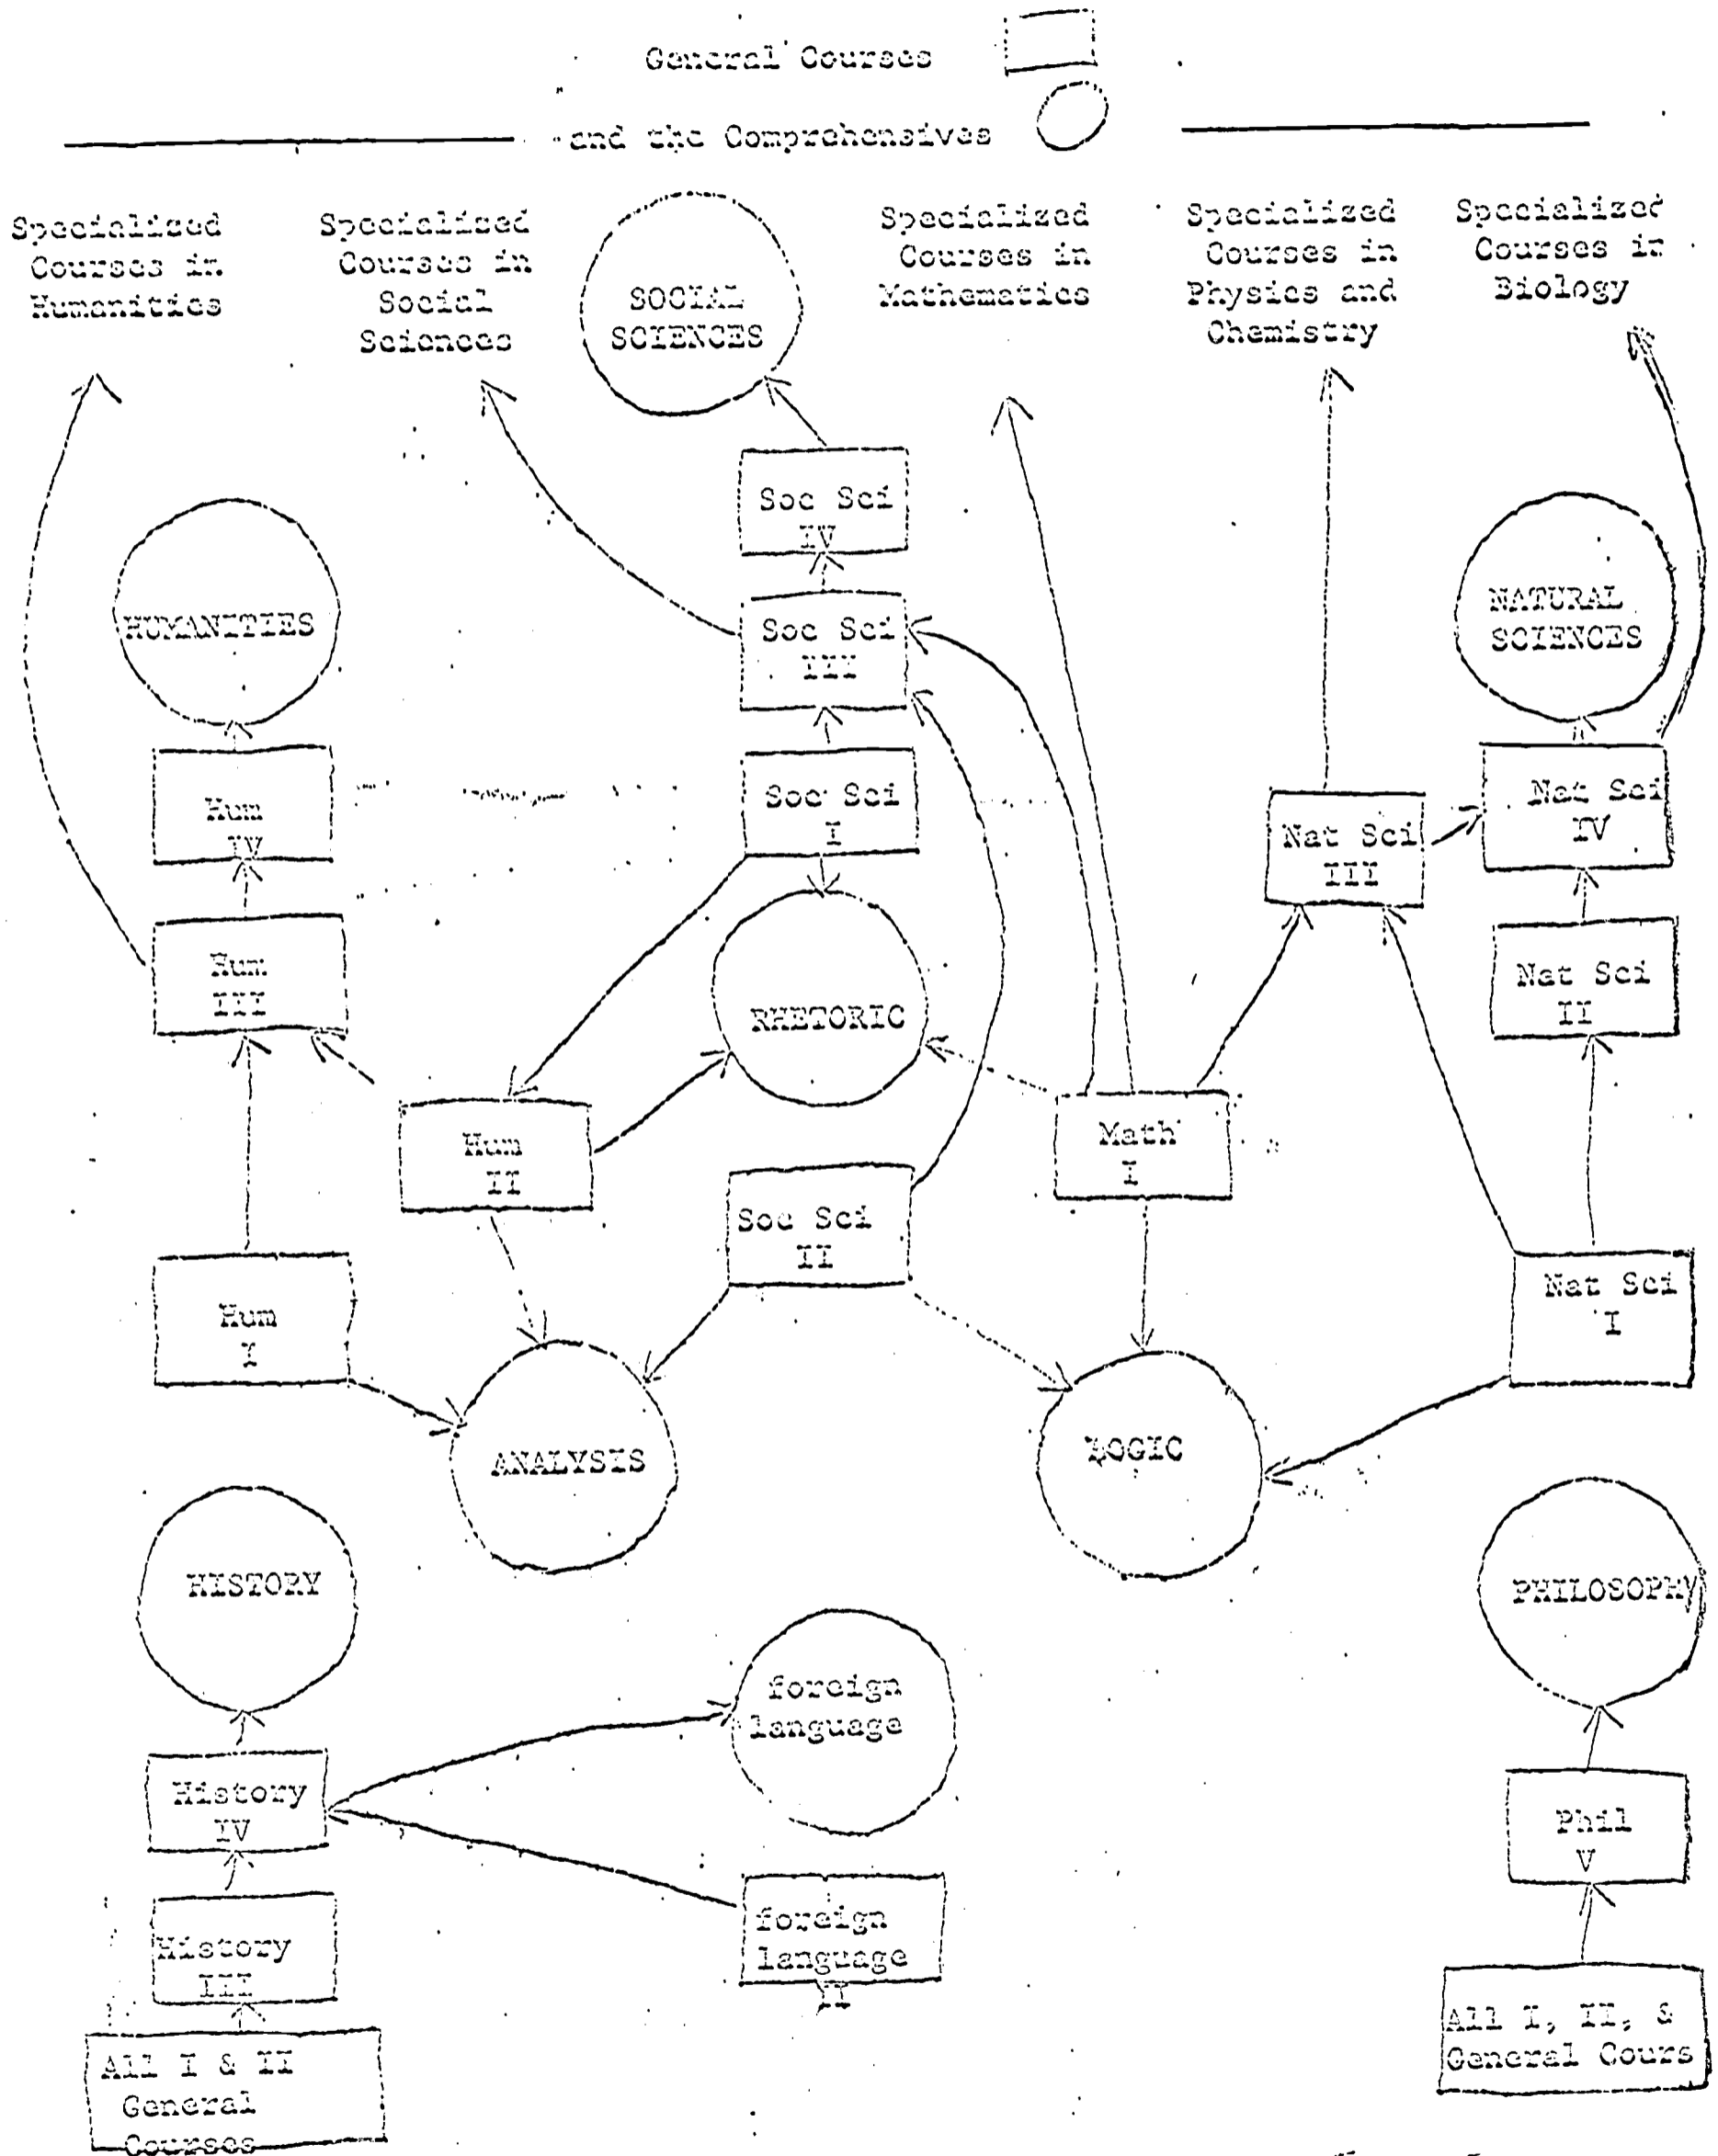 General Courses
and the Comprehensives
Specialized
Courses in
Humanities
Specialized
Courses in
Social
Sciences
SOCIAL
SCIENCES
Specialized
Courses in
Mathematics
Specialized
Courses in
Physics and
Chemistry
Specialized
Courses in
Biology
Soc Sci
IV
HUMANITIES
Soc Sci
III
NATURAL
SCIENCES
Hum
IV
Soc Sci
I
Nat Sci
III
Nat Sci
IV
Hum
III
RHETORIC
Nat Sci
II
Hum
II
Math
I
Soc Sci
II
Hum
I
Nat Sci
I
ANALYSIS
LOGIC
HISTORY
PHILOSOPHY
foreign
language
History
IV
Phil
V
History
III
foreign
language
II
All I & II
General
Courses
All I, II, &
General Cours